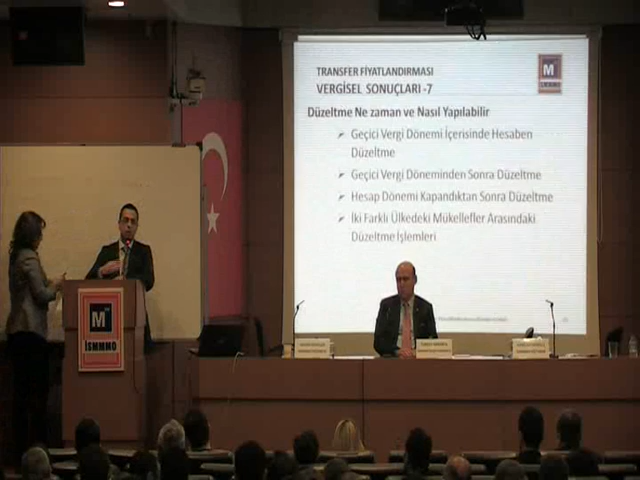 TRANSFER FİYATLANDIRMASI
VERGİSEL SONUÇLARI -7
Düzeltme Ne zaman ve Nasıl Yapılabilir
➢ Geçici Vergi Dönemi İçerisinde Hesaben
Düzeltme
➢ Geçici Vergi Döneminden Sonra Düzeltme
➢ Hesap Dönemi Kapandıktan Sonra Düzeltme
➢ İki Farklı Ülkedeki Mükellefler Arasındaki
Düzeltme İşlemleri
M
M
İSMMMO